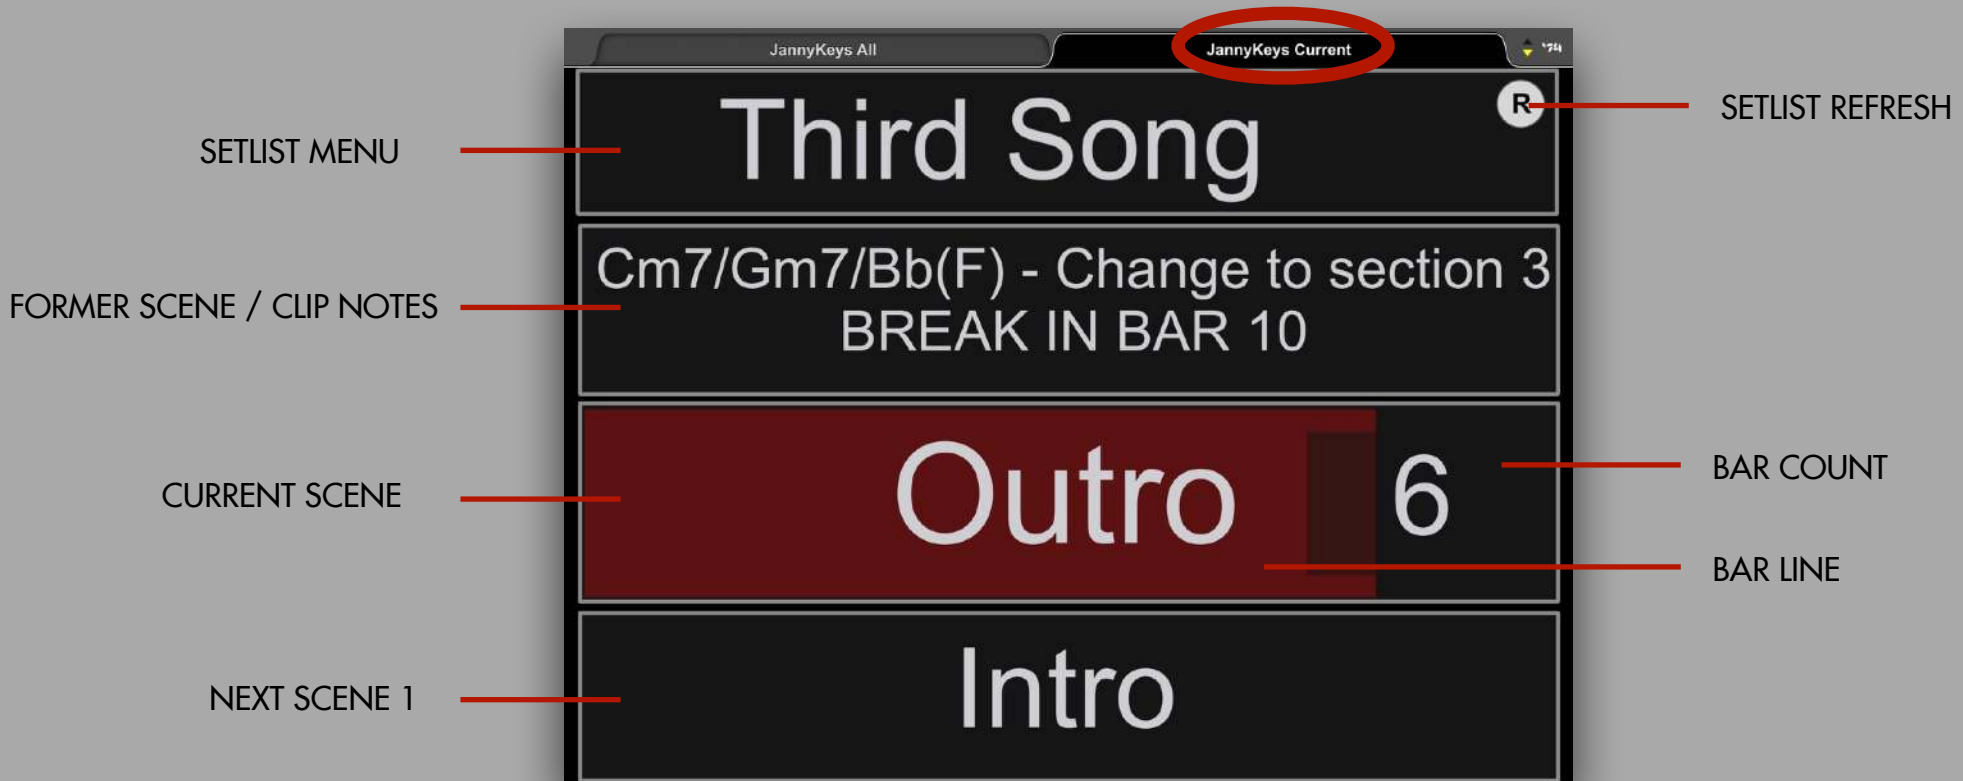 JannyKeys All
JannyKeys Current
'74
Third Song
R
SETLIST REFRESH
SETLIST MENU
Cm7/Gm7/Bb(F) - Change to section 3
BREAK IN BAR 10
FORMER SCENE / CLIP NOTES
Outro
6
BAR COUNT
CURRENT SCENE
BAR LINE
Intro
NEXT SCENE 1